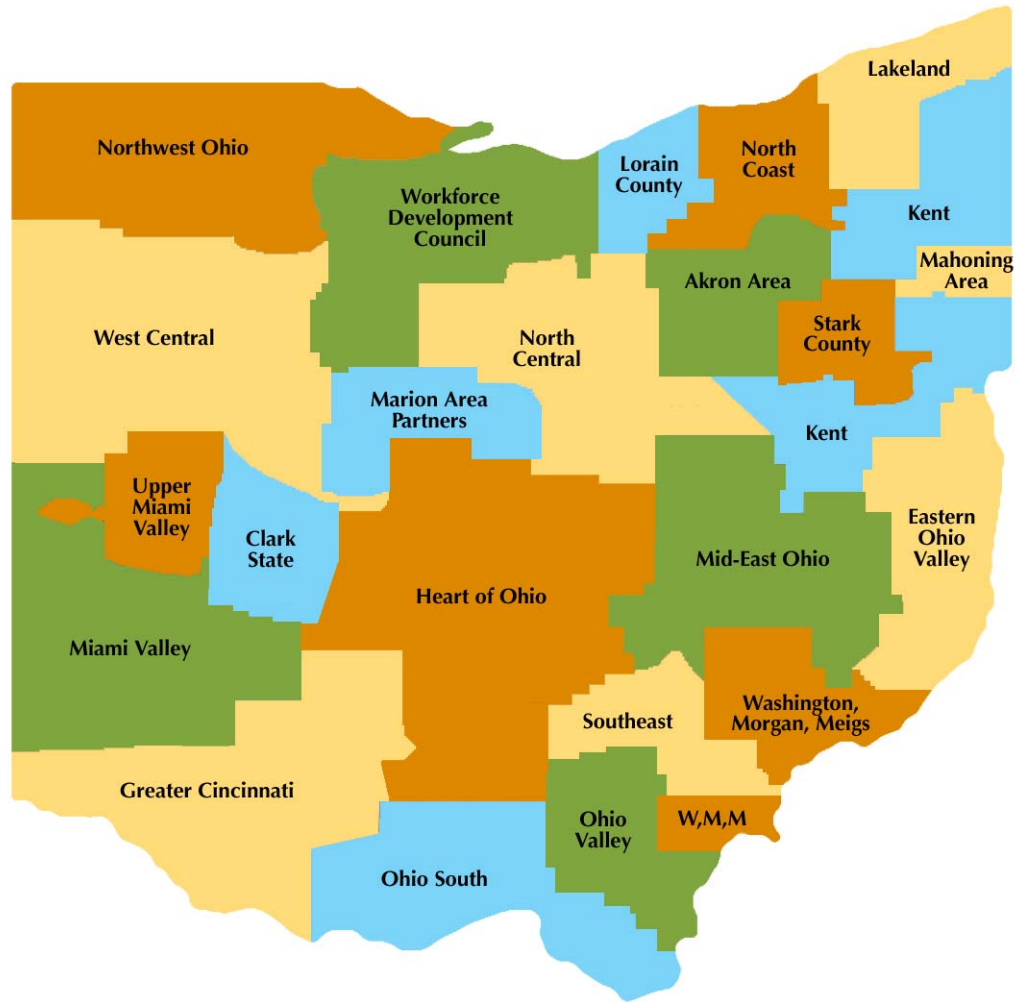 Lakeland
Northwest Ohio
Lorain
County
North
Coast
Workforce
Development
Council
Kent
Mahoning
Area
Akron Area
West Central
North
Central
Stark
County
Marion Area
Partners
Kent
Upper
Miami
Valley
Clark
State
Eastern
Ohio
Valley
Mid-East Ohio
Heart of Ohio
Miami Valley
Southeast
Washington,
Morgan, Meigs
Greater Cincinnati
Ohio
Valley
W,M,M
Ohio South